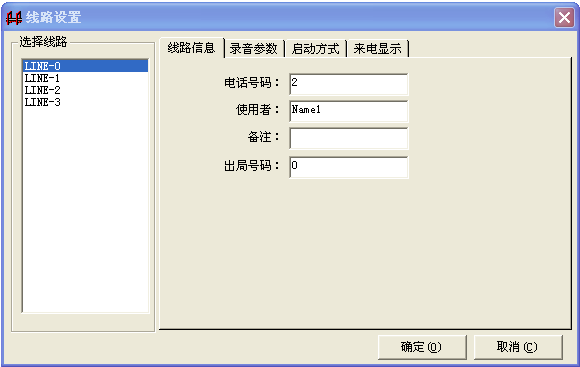 线路设置
选择线路
LINE-0
LINE-1
LINE-2
LINE-3
线路信息 录音参数 启动方式 来电显示
电话号码： 2
使用者： Name1
备注：
出局号码： 0
确定(O) 取消(C)